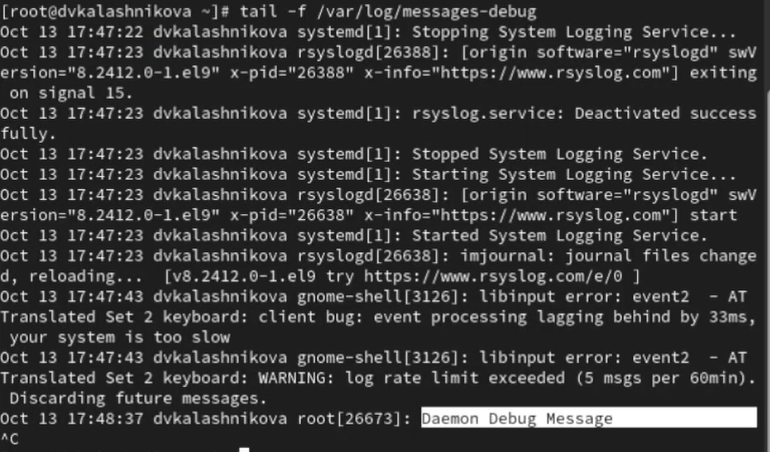 [root@dvkalashnikova ~]# tail -f /var/log/messages-debug
Oct 13 17:47:22 dvkalashnikova systemd[1]: Stopping System Logging Service...
Oct 13 17:47:23 dvkalashnikova rsyslogd[26388]: [origin software="rsyslogd" swV
ersion="8.2412.0-1.el9" x-pid="26388" x-info="https://www.rsyslog.com"] exiting
 on signal 15.
Oct 13 17:47:23 dvkalashnikova systemd[1]: rsyslog.service: Deactivated success
fully.
Oct 13 17:47:23 dvkalashnikova systemd[1]: Stopped System Logging Service.
Oct 13 17:47:23 dvkalashnikova systemd[1]: Starting System Logging Service...
Oct 13 17:47:23 dvkalashnikova rsyslogd[26638]: [origin software="rsyslogd" swV
ersion="8.2412.0-1.el9" x-pid="26638" x-info="https://www.rsyslog.com"] start
Oct 13 17:47:23 dvkalashnikova systemd[1]: Started System Logging Service.
Oct 13 17:47:23 dvkalashnikova rsyslogd[26638]: imjournal: journal files change
d, reloading...  [v8.2412.0-1.el9 try https://www.rsyslog.com/e/0 ]
Oct 13 17:47:43 dvkalashnikova gnome-shell[3126]: libinput error: event2  - AT
Translated Set 2 keyboard: client bug: event processing lagging behind by 33ms,
 your system is too slow
Oct 13 17:47:43 dvkalashnikova gnome-shell[3126]: libinput error: event2  - AT
Translated Set 2 keyboard: WARNING: log rate limit exceeded (5 msgs per 60min).
 Discarding future messages.
Oct 13 17:48:37 dvkalashnikova root[26673]: Daemon Debug Message
^C